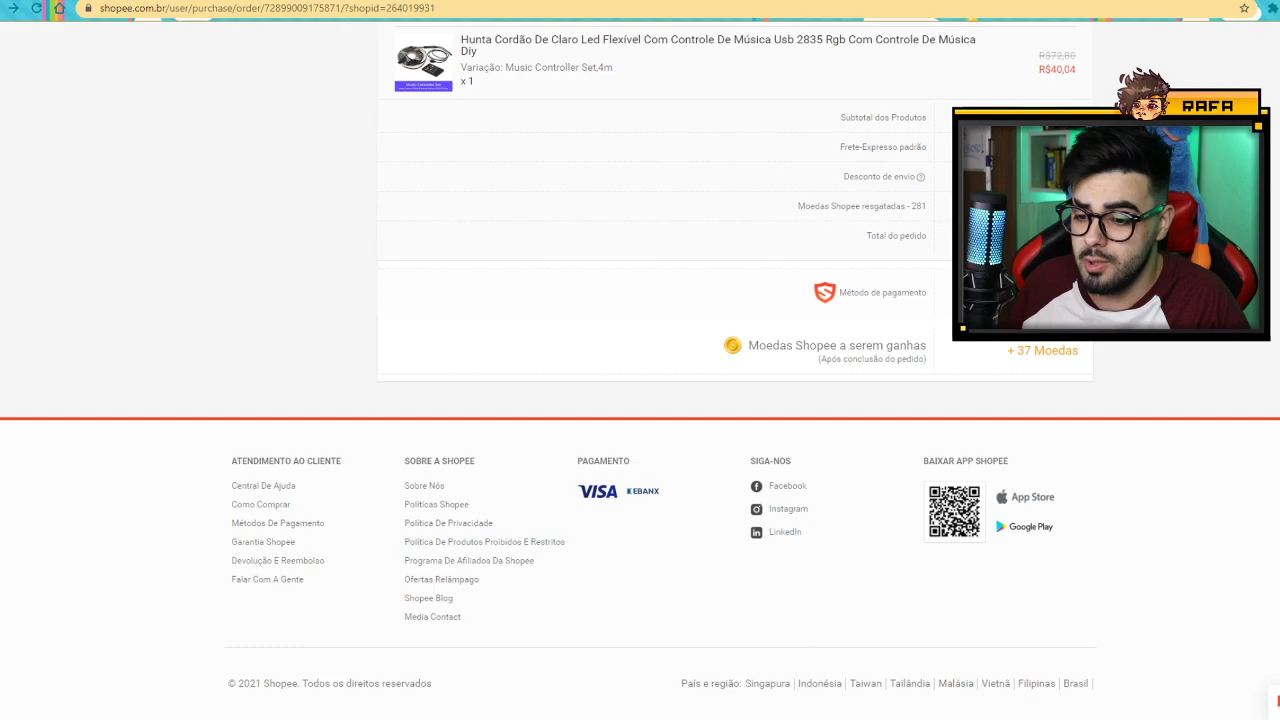 shopee.com.br/user/purchase/order/72899009175871/?shopid=264019931
Hunta Cordão De Claro Led Flexível Com Controle De Música Usb 2835 Rgb Com Controle De Música
Diy
Variação: Music Controller Set,4m
x 1
R$72,80
R$40,04
Subtotal dos Produtos
Frete-Expresso padrão
Desconto de envio
Moedas Shopee resgatadas - 281
Total do pedido
Método de pagamento
Moedas Shopee a serem ganhas
(Após conclusão do pedido)
+ 37 Moedas
RAFA
ATENDIMENTO AO CLIENTE
Central De Ajuda
Como Comprar
Métodos De Pagamento
Garantia Shopee
Devolução E Reembolso
Falar Com A Gente
SOBRE A SHOPEE
Sobre Nós
Políticas Shopee
Política De Privacidade
Política De Produtos Proibidos E Restritos
Programa De Afiliados Da Shopee
Ofertas Relâmpago
Shopee Blog
Media Contact
PAGAMENTO
VISA EBANX
SIGA-NOS
Facebook
Instagram
LinkedIn
BAIXAR APP SHOPEE
App Store
Google Play
© 2021 Shopee. Todos os direitos reservados
País e região: Singapura | Indonésia | Taiwan | Tailândia | Malásia | Vietnã | Filipinas | Brasil |